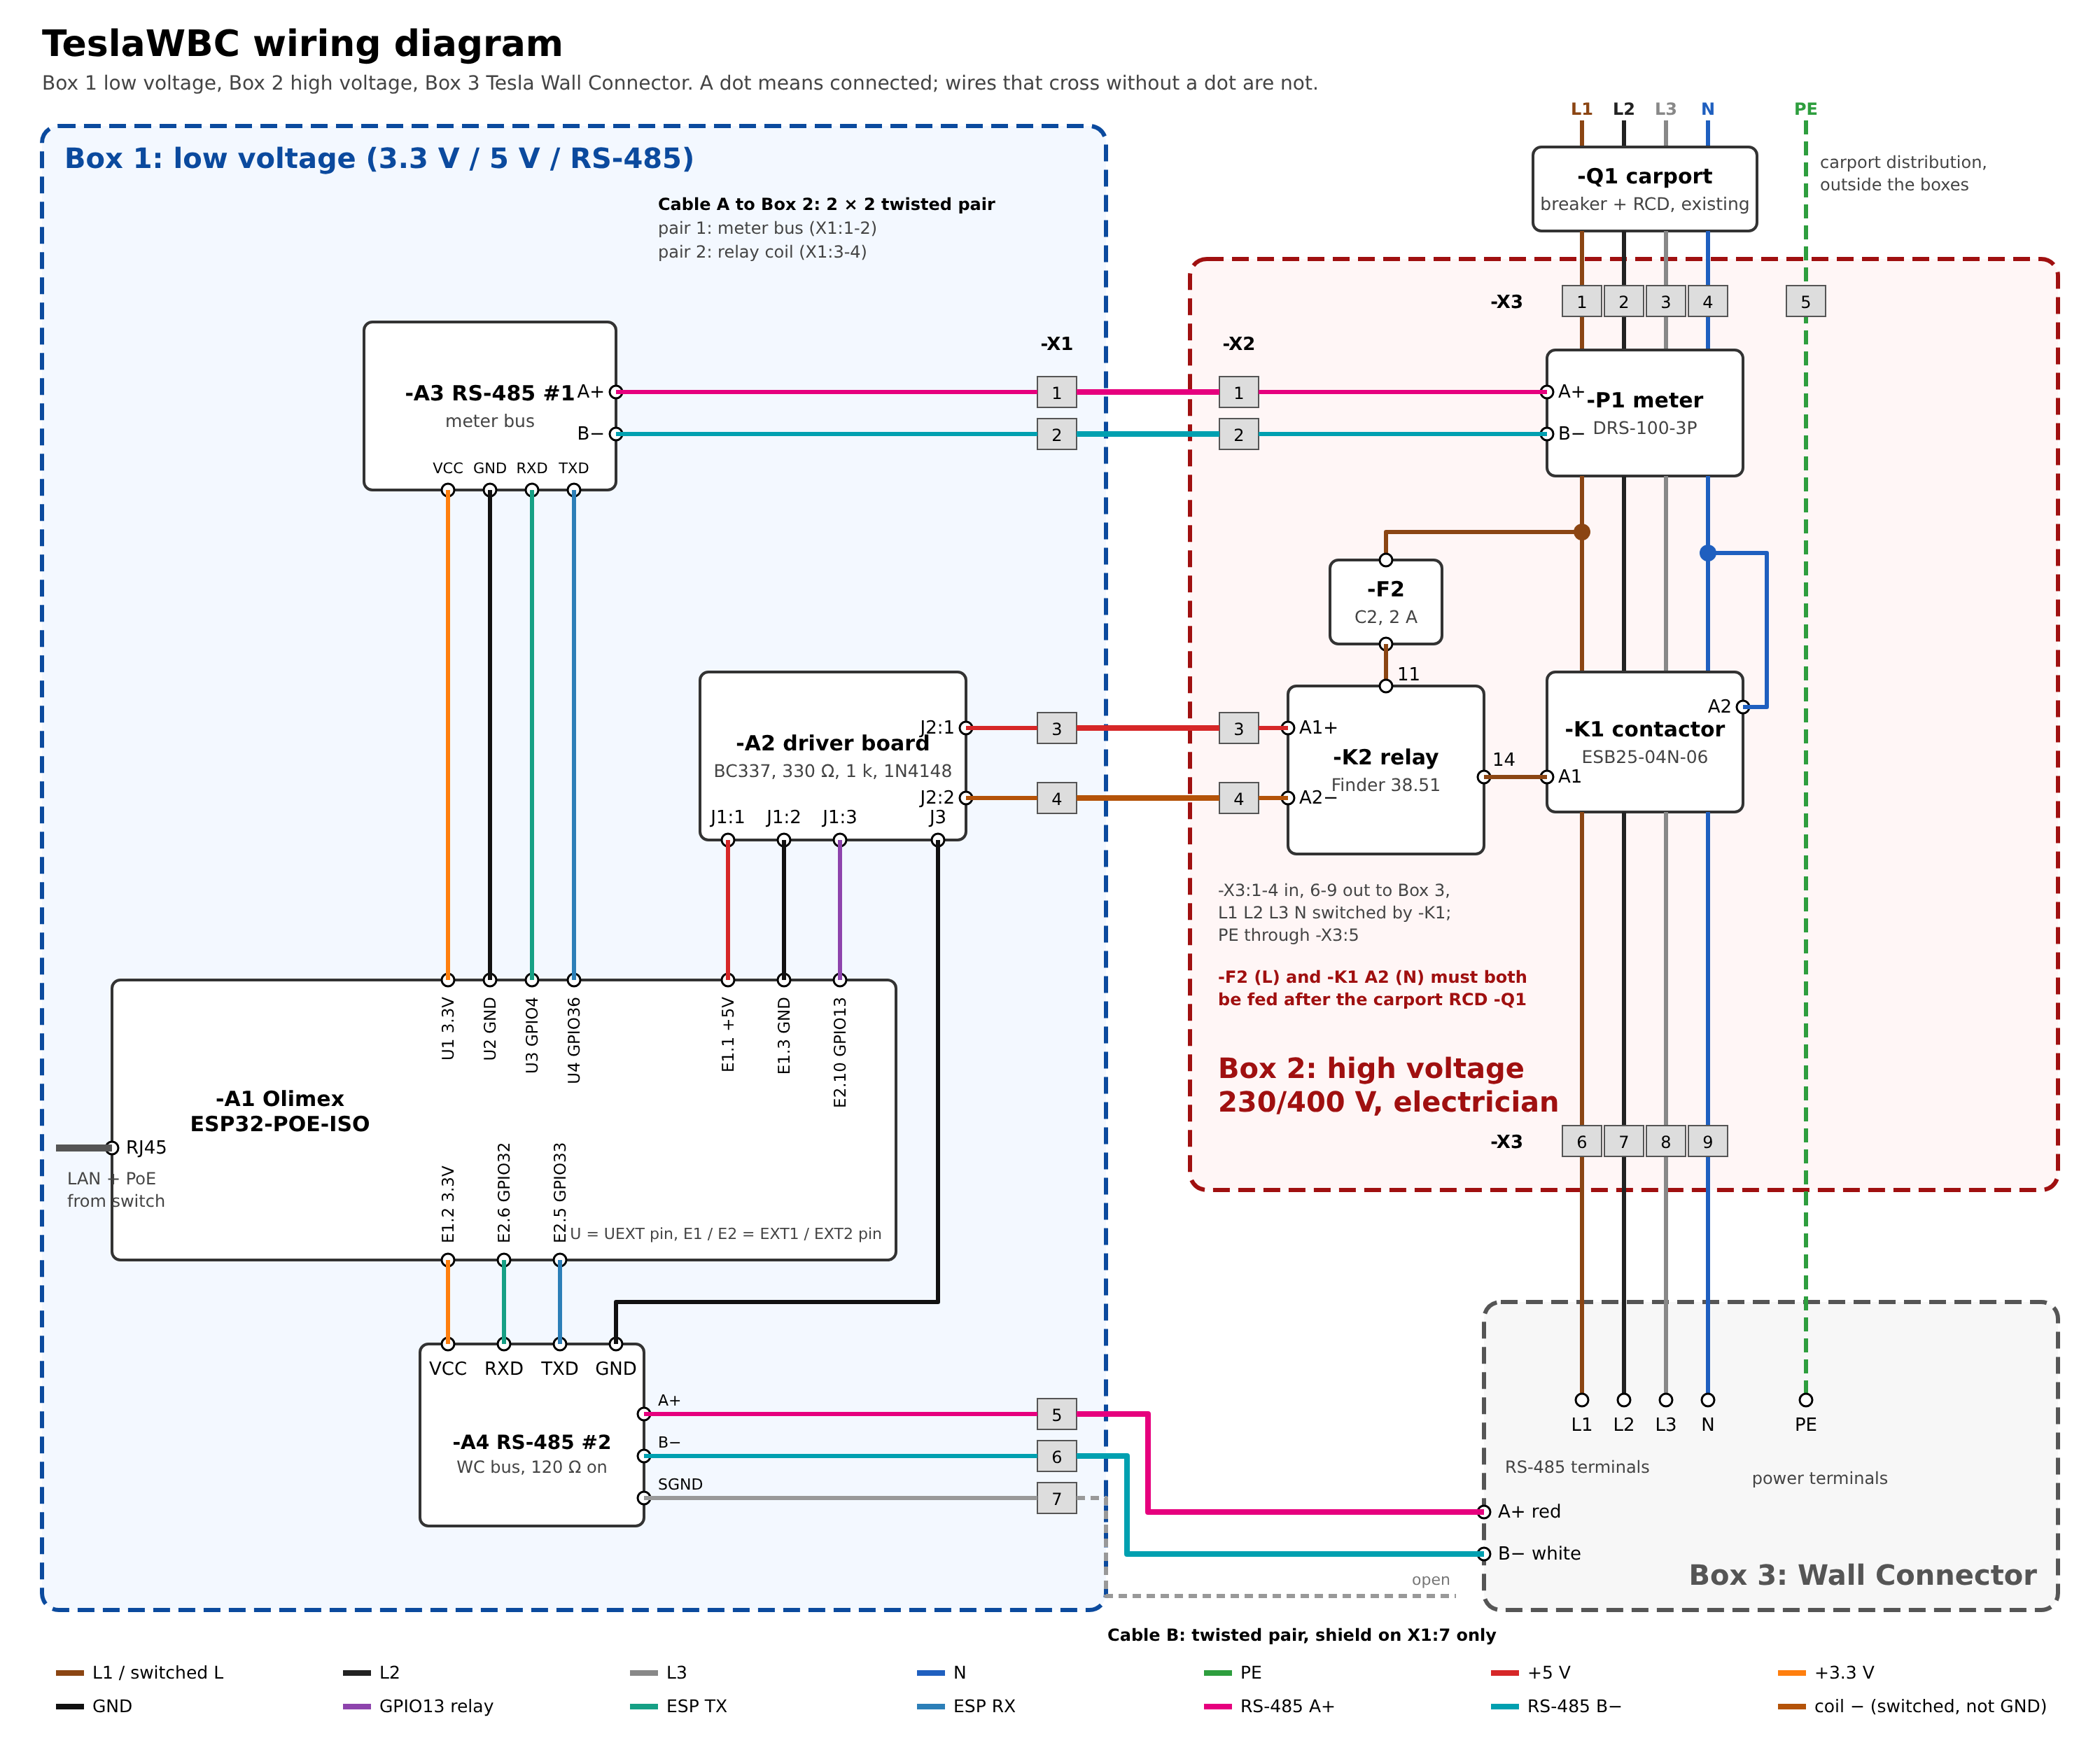 TeslaWBC wiring diagram
Box 1 low voltage, Box 2 high voltage, Box 3 Tesla Wall Connector. A dot means connected; wires that cross without a dot are not.
L1 L2 L3 N PE
Box 1: low voltage (3.3 V / 5 V / RS-485)
-Q1 carport
breaker + RCD, existing
carport distribution,
outside the boxes
Cable A to Box 2: 2 × 2 twisted pair
pair 1: meter bus (X1:1-2)
pair 2: relay coil (X1:3-4)
-X3 1 2 3 4 5
-X1
-X2
-A3 RS-485 #1
meter bus
A+
B−
VCC GND RXD TXD
1
2
1
2
A+
B−
-P1 meter
DRS-100-3P
-F2
C2, 2 A
11
-A2 driver board
BC337, 330 Ω, 1 k, 1N4148
J2:1
J2:2
J1:1 J1:2 J1:3 J3
3
4
3
4
A1+
A2−
-K2 relay
Finder 38.51
14
A2
-K1 contactor
ESB25-04N-06
A1
-X3:1-4 in, 6-9 out to Box 3,
L1 L2 L3 N switched by -K1;
PE through -X3:5
-F2 (L) and -K1 A2 (N) must both
be fed after the carport RCD -Q1
Box 2: high voltage
230/400 V, electrician
-X3 6 7 8 9
U1 3.3V
U2 GND
U3 GPIO4
U4 GPIO36
E1.1 +5V
E1.3 GND
E2.10 GPIO13
-A1 Olimex
ESP32-POE-ISO
RJ45
LAN + PoE
from switch
E1.2 3.3V
E2.6 GPIO32
E2.5 GPIO33
U = UEXT pin, E1 / E2 = EXT1 / EXT2 pin
VCC RXD TXD GND
-A4 RS-485 #2
WC bus, 120 Ω on
A+
B−
SGND
5
6
7
L1 L2 L3 N PE
RS-485 terminals
power terminals
A+ red
B− white
Box 3: Wall Connector
open
Cable B: twisted pair, shield on X1:7 only
L1 / switched L
L2
L3
N
PE
+5 V
+3.3 V
GND
GPIO13 relay
ESP TX
ESP RX
RS-485 A+
RS-485 B−
coil − (switched, not GND)